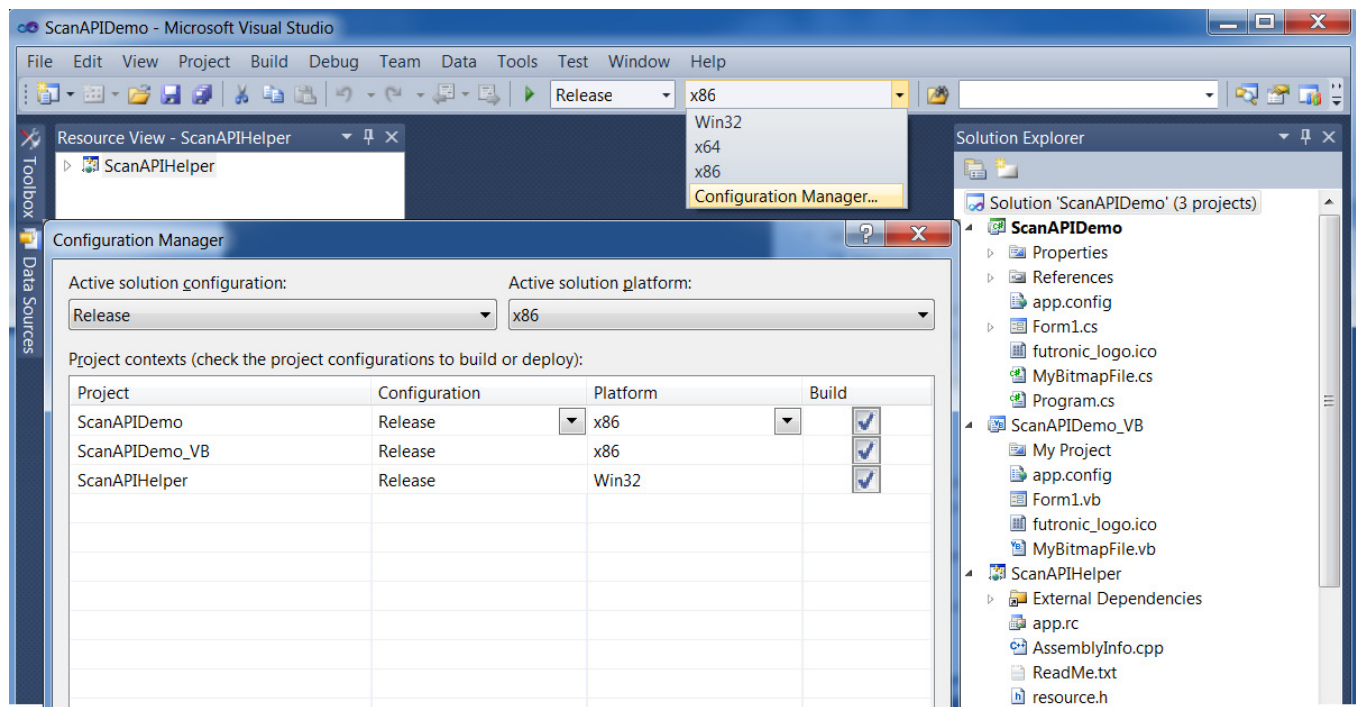 ScanAPIDemo - Microsoft Visual Studio
File Edit View Project Build Debug Team Data Tools Test Window Help
Release x86
Win32
x64
x86
Configuration Manager...
Toolbox
Data Sources
Resource View - ScanAPIHelper
ScanAPIHelper
Configuration Manager
Active solution configuration: Active solution platform:
Release x86
Project contexts (check the project configurations to build or deploy):
Project Configuration Platform Build
ScanAPIDemo Release x86
ScanAPIDemo_VB Release x86
ScanAPIHelper Release Win32
Solution Explorer
Solution 'ScanAPIDemo' (3 projects)
ScanAPIDemo
Properties
References
app.config
Form1.cs
futronic_logo.ico
MyBitmapFile.cs
Program.cs
ScanAPIDemo_VB
My Project
app.config
Form1.vb
futronic_logo.ico
MyBitmapFile.vb
ScanAPIHelper
External Dependencies
app.rc
AssemblyInfo.cpp
ReadMe.txt
resource.h